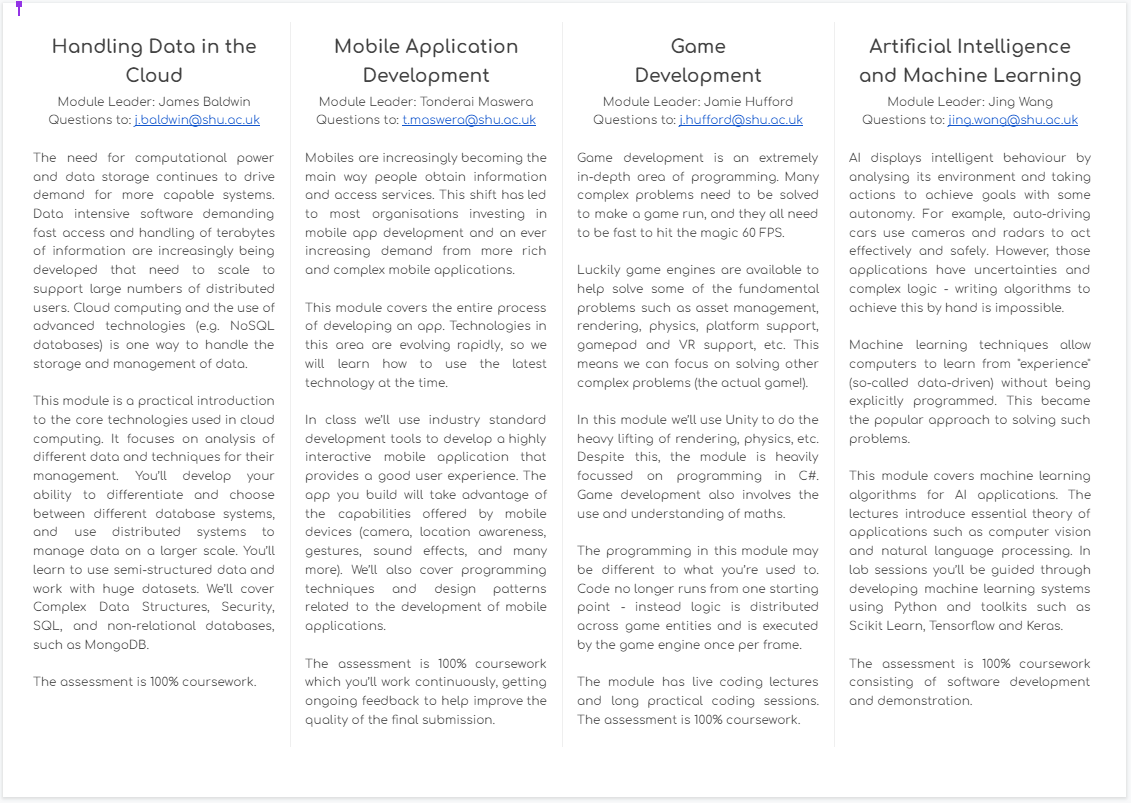 Handling Data in the
Cloud
Module Leader: James Baldwin
Questions to: j.baldwin@shu.ac.uk
The need for computational power
and data storage continues to drive
demand for more capable systems.
Data intensive software demanding
fast access and handling of terabytes
of information are increasingly being
developed that need to scale to
support large numbers of distributed
users. Cloud computing and the use of
advanced technologies (e.g. NoSQL
databases) is one way to handle the
storage and management of data.
This module is a practical introduction
to the core technologies used in cloud
computing. It focuses on analysis of
different data and techniques for their
management. You'll develop your
ability to differentiate and choose
between different database systems,
and use distributed systems to
manage data on a larger scale. You'll
learn to use semi-structured data and
work with huge datasets. We'll cover
Complex Data Structures, Security,
SQL, and non-relational databases,
such as MongoDB.
The assessment is 100% coursework.
Mobile Application
Development
Module Leader: Tonderai Maswera
Questions to: t.maswera@shu.ac.uk
Mobiles are increasingly becoming the
main way people obtain information
and access services. This shift has led
to most organisations investing in
mobile app development and an ever
increasing demand from more rich
and complex mobile applications.
This module covers the entire process
of developing an app. Technologies in
this area are evolving rapidly, so we
will learn how to use the latest
technology at the time.
In class we'll use industry standard
development tools to develop a highly
interactive mobile application that
provides a good user experience. The
app you build will take advantage of
the capabilities offered by mobile
devices (camera, location awareness,
gestures, sound effects, and many
more). We'll also cover programming
techniques and design patterns
related to the development of mobile
applications.
The assessment is 100% coursework
which you'll work continuously, getting
ongoing feedback to help improve the
quality of the final submission.
Game
Development
Module Leader: Jamie Hufford
Questions to: j.hufford@shu.ac.uk
Game development is an extremely
in-depth area of programming. Many
complex problems need to be solved
to make a game run, and they all need
to be fast to hit the magic 60 FPS.
Luckily game engines are available to
help solve some of the fundamental
problems such as asset management,
rendering, physics, platform support,
gamepad and VR support, etc. This
means we can focus on solving other
complex problems (the actual game!).
In this module we'll use Unity to do the
heavy lifting of rendering, physics, etc.
Despite this, the module is heavily
focussed on programming in C#.
Game development also involves the
use and understanding of maths.
The programming in this module may
be different to what you're used to.
Code no longer runs from one starting
point - instead logic is distributed
across game entities and is executed
by the game engine once per frame.
The module has live coding lectures
and long practical coding sessions.
The assessment is 100% coursework.
Artificial Intelligence
and Machine Learning
Module Leader: Jing Wang
Questions to: jing.wang@shu.ac.uk
AI displays intelligent behaviour by
analysing its environment and taking
actions to achieve goals with some
autonomy. For example, auto-driving
cars use cameras and radars to act
effectively and safely. However, those
applications have uncertainties and
complex logic - writing algorithms to
achieve this by hand is impossible.
Machine learning techniques allow
computers to learn from "experience"
(so-called data-driven) without being
explicitly programmed. This became
the popular approach to solving such
problems.
This module covers machine learning
algorithms for AI applications. The
lectures introduce essential theory of
applications such as computer vision
and natural language processing. In
lab sessions you'll be guided through
developing machine learning systems
using Python and toolkits such as
Scikit Learn, Tensorflow and Keras.
The assessment is 100% coursework
consisting of software development
and demonstration.